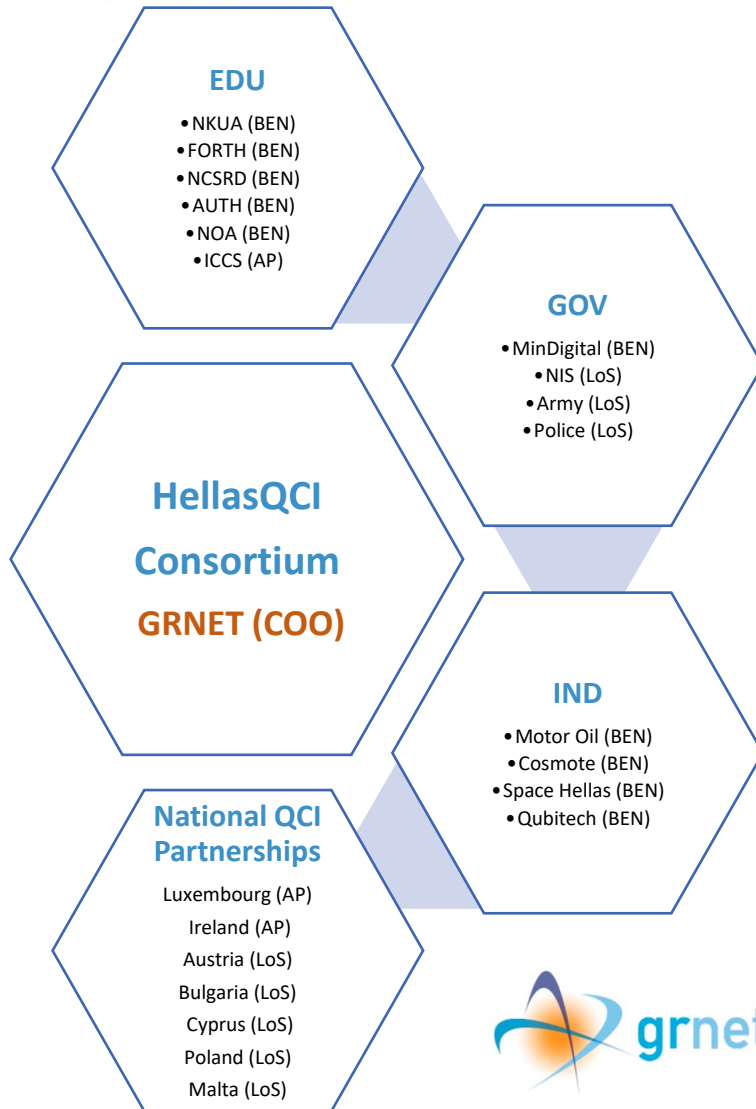 EDU
•NKUA (BEN)
•FORTH (BEN)
•NCSRD (BEN)
•AUTH (BEN)
•NOA (BEN)
•ICCS (AP)
GOV
•MinDigital (BEN)
•NIS (LoS)
•Army (LoS)
•Police (LoS)
HellasQCI
Consortium
GRNET (COO)
IND
•Motor Oil (BEN)
•Cosmote (BEN)
•Space Hellas (BEN)
•Qubitech (BEN)
National QCI
Partnerships
Luxembourg (AP)
Ireland (AP)
Austria (LoS)
Bulgaria (LoS)
Cyprus (LoS)
Poland (LoS)
Malta (LoS)
grnet